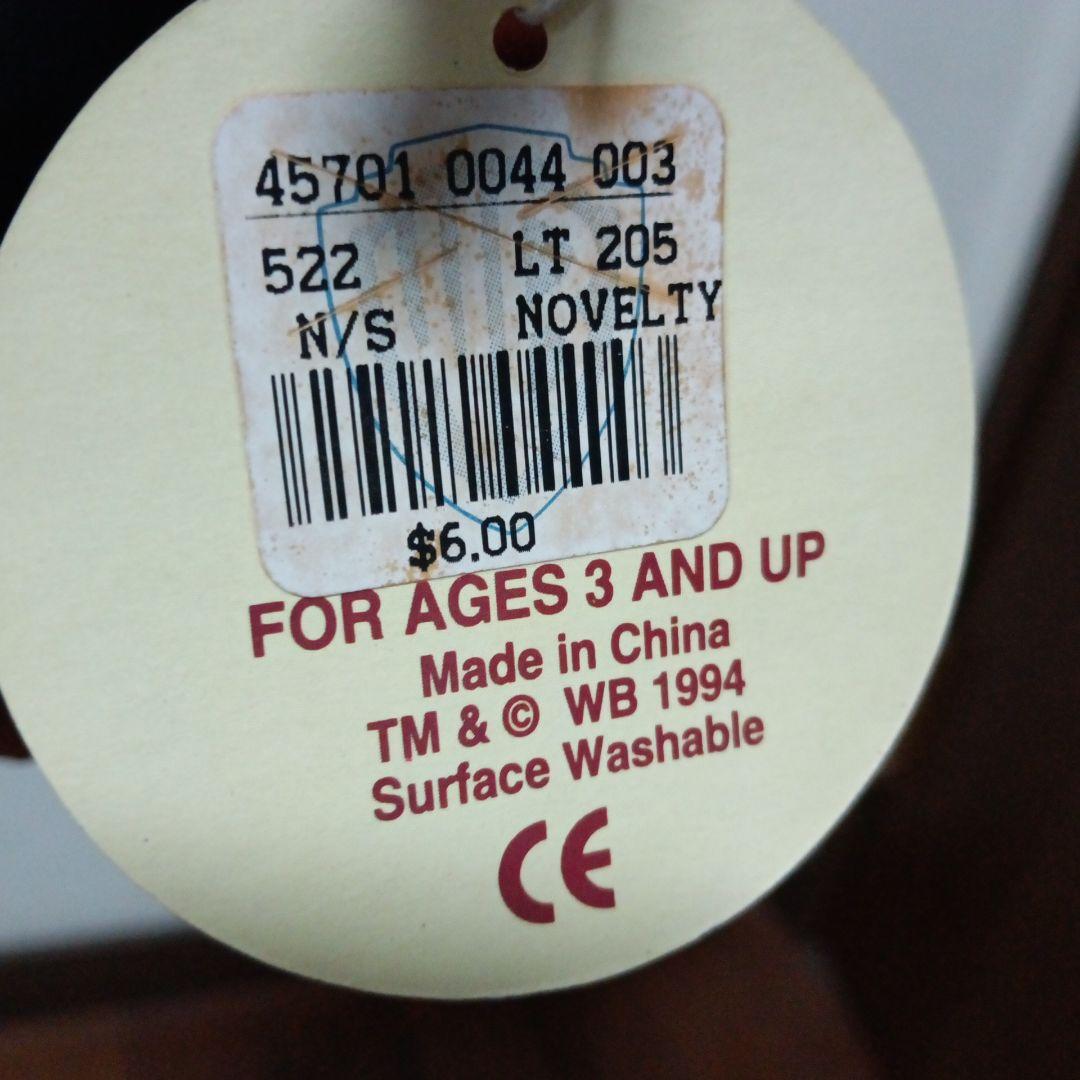 45701 0044 003
522 LT 205
N/S NOVELTY
$6.00
FOR AGES 3 AND UP
Made in China
TM & © WB 1994
Surface Washable
CE